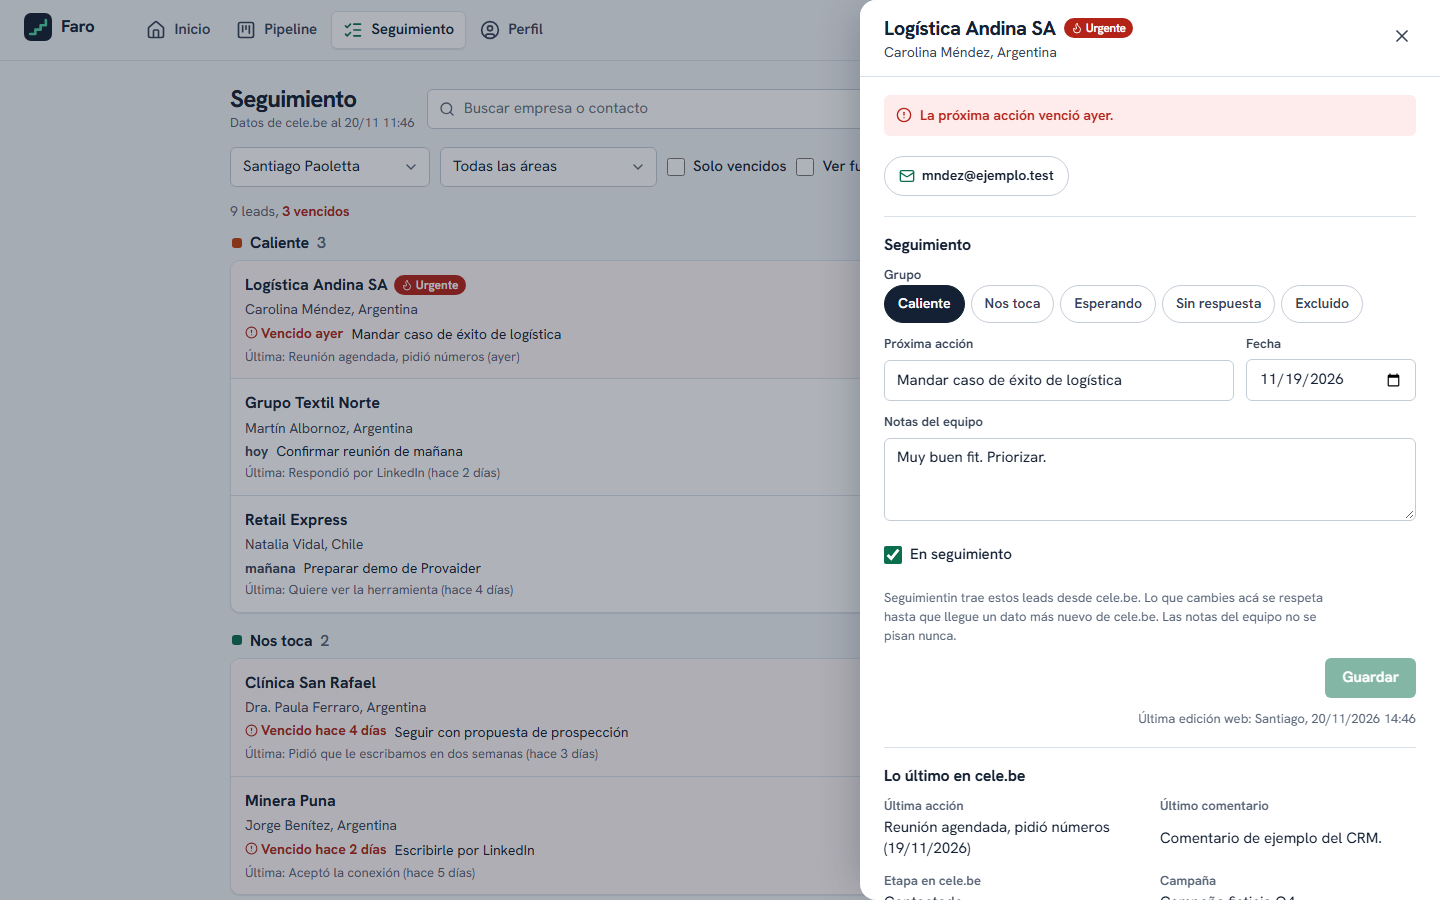 Faro
Inicio
Pipeline
Seguimiento
Perfil
Seguimiento
Datos de cele.be al 20/11 11:46
Buscar empresa o contacto
Santiago Paoletta
Todas las áreas
Solo vencidos
Ver fu
9 leads, 3 vencidos
Caliente 3
Logística Andina SA Urgente
Carolina Méndez, Argentina
Vencido ayer Mandar caso de éxito de logística
Última: Reunión agendada, pidió números (ayer)
Grupo Textil Norte
Martín Albornoz, Argentina
hoy Confirmar reunión de mañana
Última: Respondió por LinkedIn (hace 2 días)
Retail Express
Natalia Vidal, Chile
mañana Preparar demo de Provaider
Última: Quiere ver la herramienta (hace 4 días)
Nos toca 2
Clínica San Rafael
Dra. Paula Ferraro, Argentina
Vencido hace 4 días Seguir con propuesta de prospección
Última: Pidió que le escribamos en dos semanas (hace 3 días)
Minera Puna
Jorge Benítez, Argentina
Vencido hace 2 días Escribirle por LinkedIn
Última: Aceptó la conexión (hace 5 días)
Logística Andina SA Urgente
Carolina Méndez, Argentina
La próxima acción venció ayer.
mndez@ejemplo.test
Seguimiento
Grupo
Caliente
Nos toca
Esperando
Sin respuesta
Excluido
Próxima acción
Fecha
Mandar caso de éxito de logística
11/19/2026
Notas del equipo
Muy buen fit. Priorizar.
En seguimiento
Seguimientin trae estos leads desde cele.be. Lo que cambies acá se respeta
hasta que llegue un dato más nuevo de cele.be. Las notas del equipo no se
pisan nunca.
Guardar
Última edición web: Santiago, 20/11/2026 14:46
Lo último en cele.be
Última acción
Último comentario
Reunión agendada, pidió números
(19/11/2026)
Comentario de ejemplo del CRM.
Etapa en cele.be
Campaña